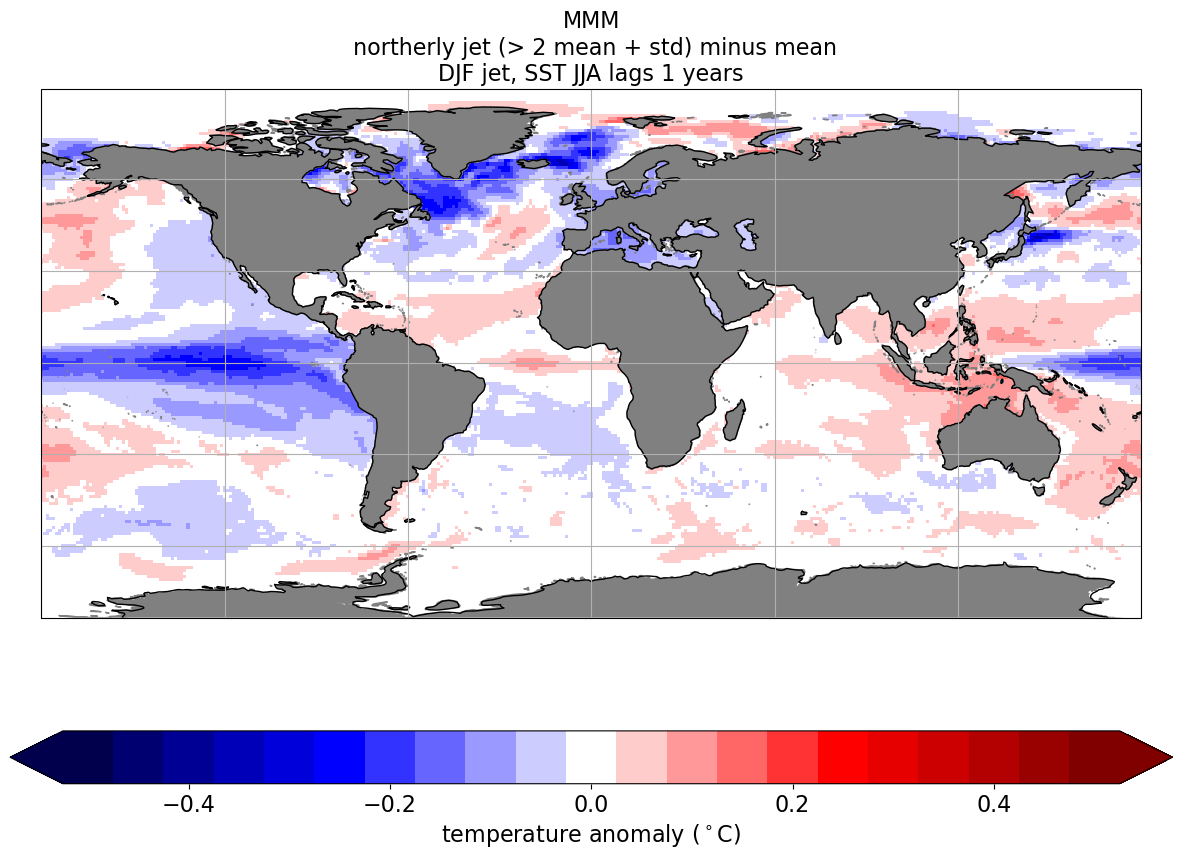 MMM
northerly jet (> 2 mean + std) minus mean
DJF jet, SST JJA lags 1 years
−0.4 −0.2 0.0 0.2 0.4
temperature anomaly (°C)